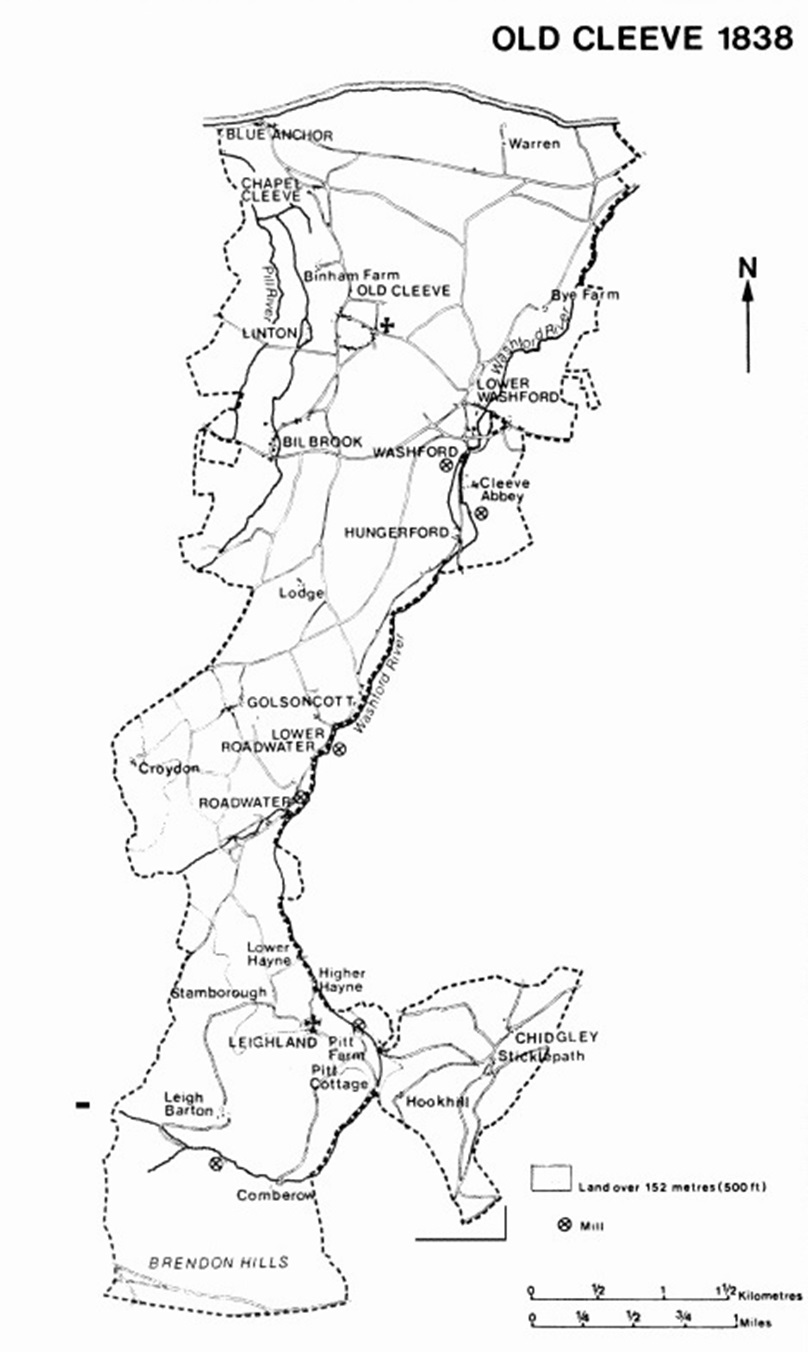 OLD CLEEVE 1838
BLUE ANCHOR
Warren
CHAPEL
CLEEVE
N
Pill River
Binham Farm
OLD CLEEVE
Bye Farm
Washford River
LINTON
LOWER
WASHFORD
BILBROOK
WASHFORD
Cleeve
Abbey
HUNGERFORD
Lodge
Washford River
GOLSONCOTT
LOWER
ROADWATER
Croydon
ROADWATER
Lower
Hayne
Higher
Hayne
Stamborough
LEIGHLAND
Pitt
Farm
CHIDGLEY
Sticklepath
Pitt
Cottage
Leigh
Barton
Hookhill
Comberow
Land over 152 metres (500 ft)
Mill
BRENDON HILLS
0 1/2 1 1 1/2 Kilometres
0 1/4 1/2 3/4 1 Miles